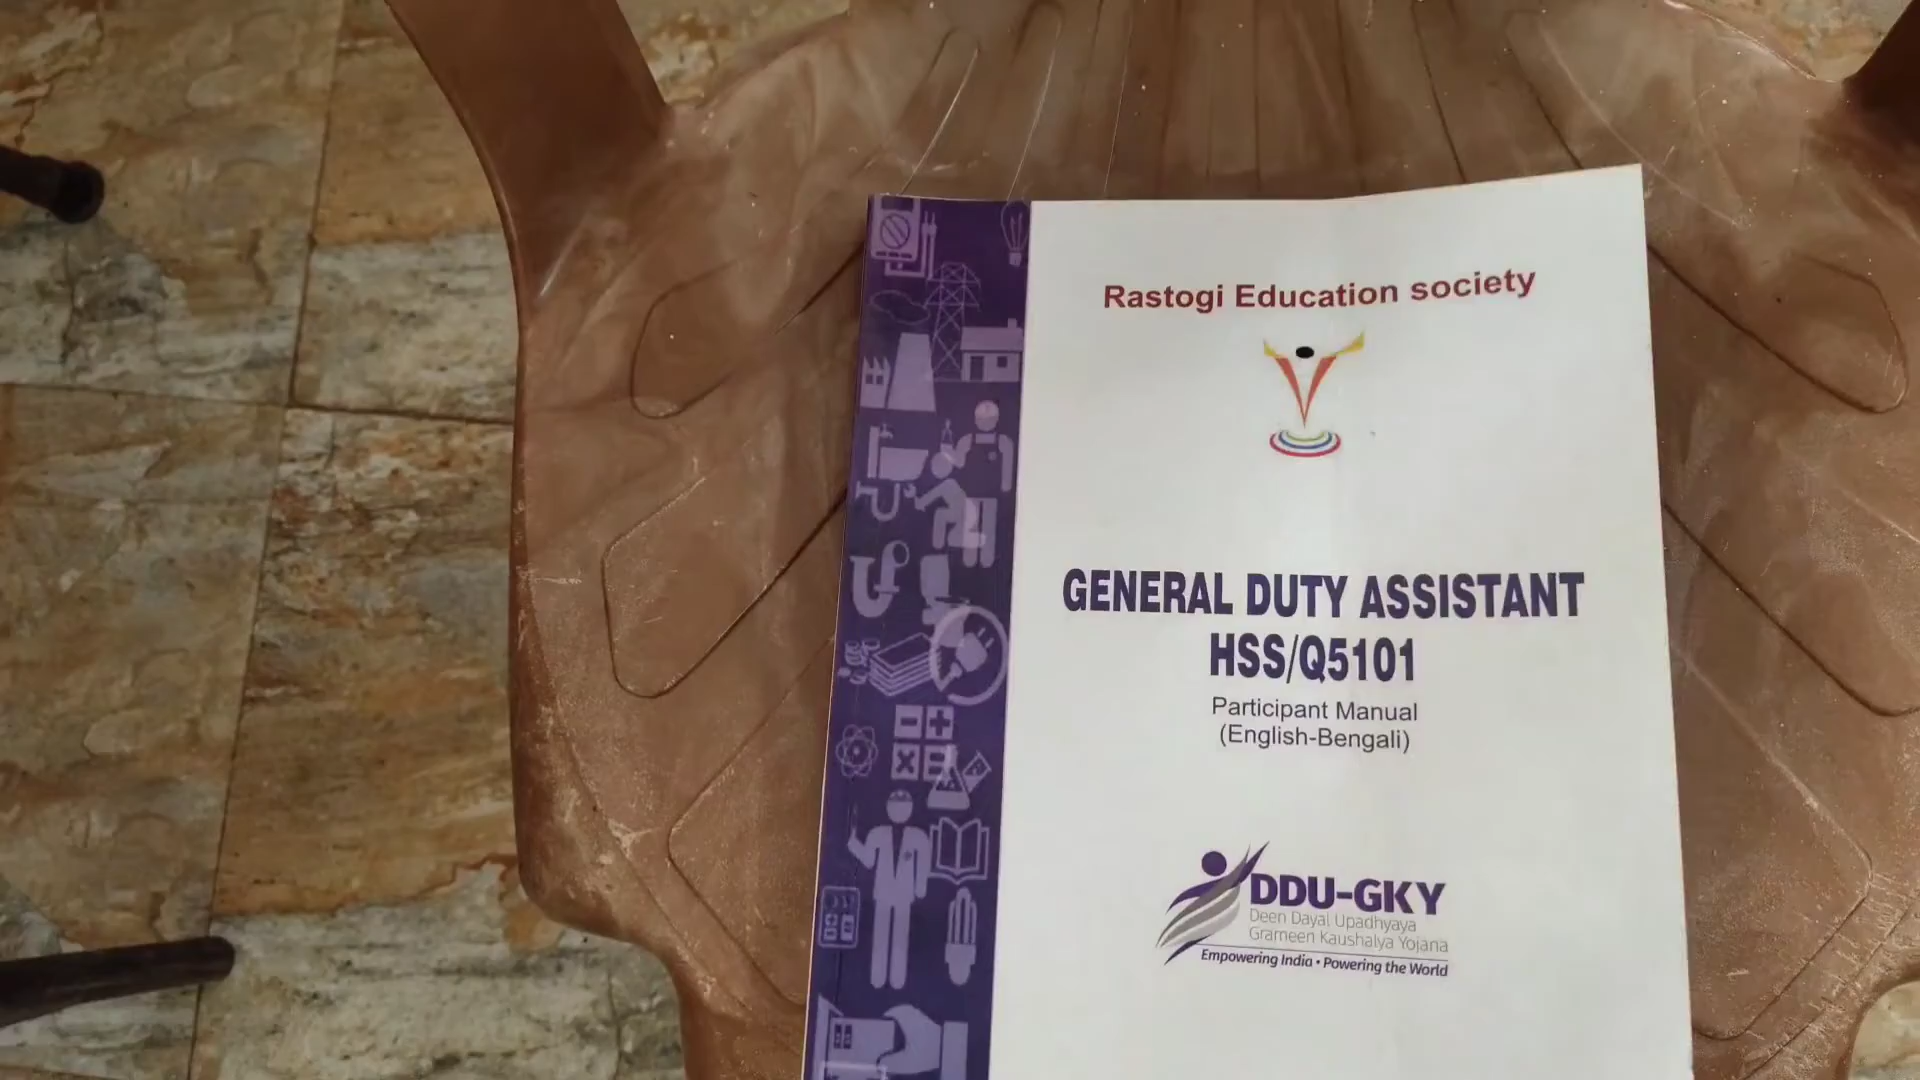 Rastogi Education society
GENERAL DUTY ASSISTANT
HSS/Q5101
Participant Manual
(English-Bengali)
DDU-GKY
Deen Dayal Upadhyaya
Grameen Kaushalya Yojana
Empowering India • Powering the World